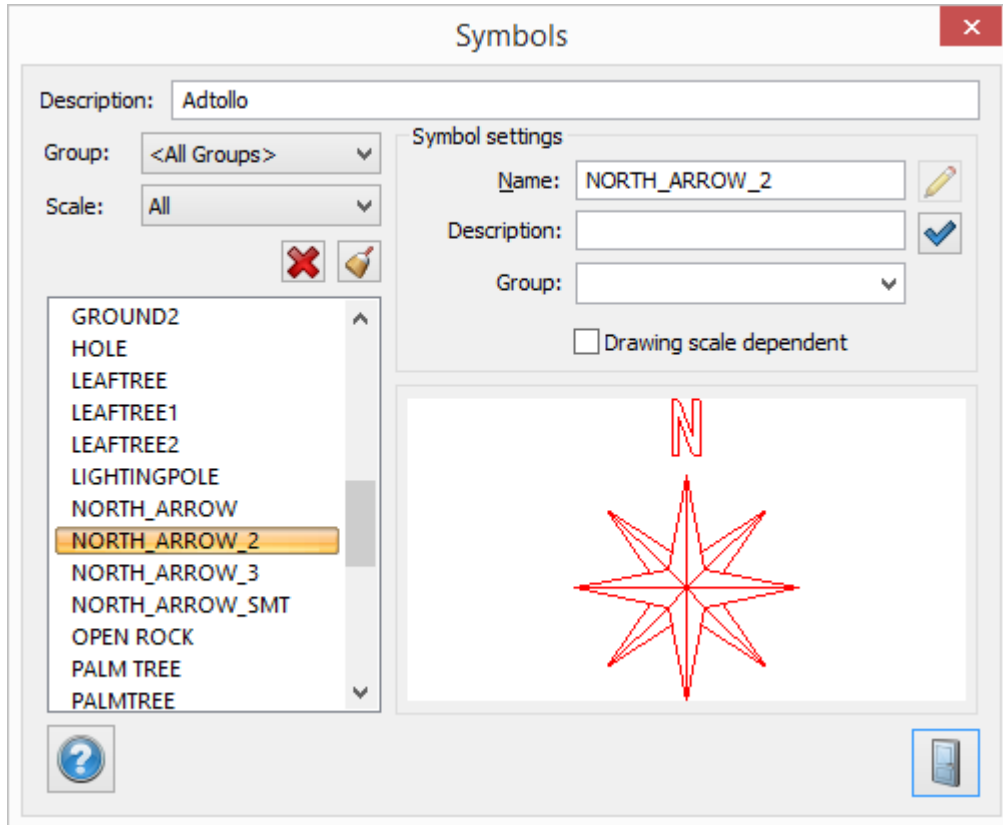 Symbols
Description: Adtollo
Group: <All Groups>
Scale: All
GROUND2
HOLE
LEAFTREE
LEAFTREE1
LEAFTREE2
LIGHTINGPOLE
NORTH_ARROW
NORTH_ARROW_2
NORTH_ARROW_3
NORTH_ARROW_SMT
OPEN ROCK
PALM TREE
PALMTREE
Symbol settings
Name: NORTH_ARROW_2
Description:
Group:
Drawing scale dependent
N